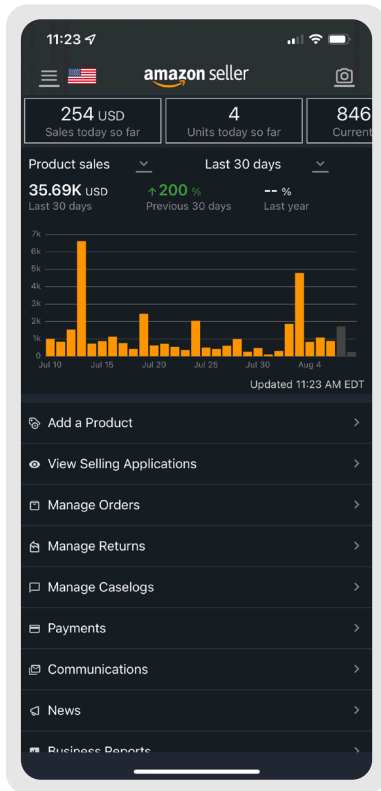 11:23
amazon seller
254 USD
Sales today so far
4
Units today so far
846
Current
Product sales
Last 30 days
35.69K USD
Last 30 days
↑200 %
Previous 30 days
-- %
Last year
7k
6k
5k
4k
3k
2k
1k
0
Jul 10 Jul 15 Jul 20 Jul 25 Jul 30 Aug 4
Updated 11:23 AM EDT
Add a Product
View Selling Applications
Manage Orders
Manage Returns
Manage Caselogs
Payments
Communications
News
Business Reports